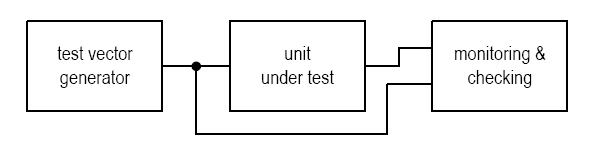 test vector
generator
unit
under test
monitoring &
checking